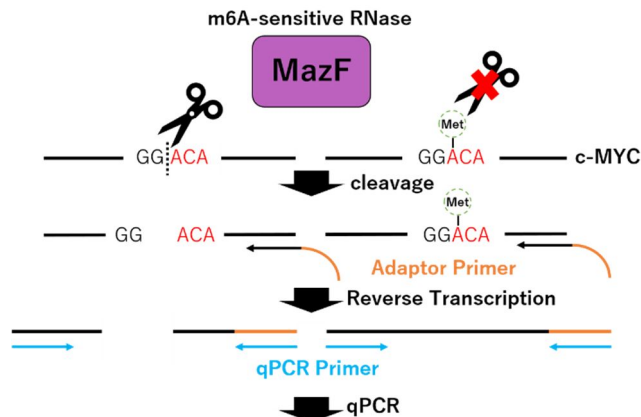 m6A-sensitive RNase
MazF
Met
GG ACA
GGACA
c-MYC
cleavage
Met
GG ACA
GGACA
Adaptor Primer
Reverse Transcription
qPCR Primer
qPCR